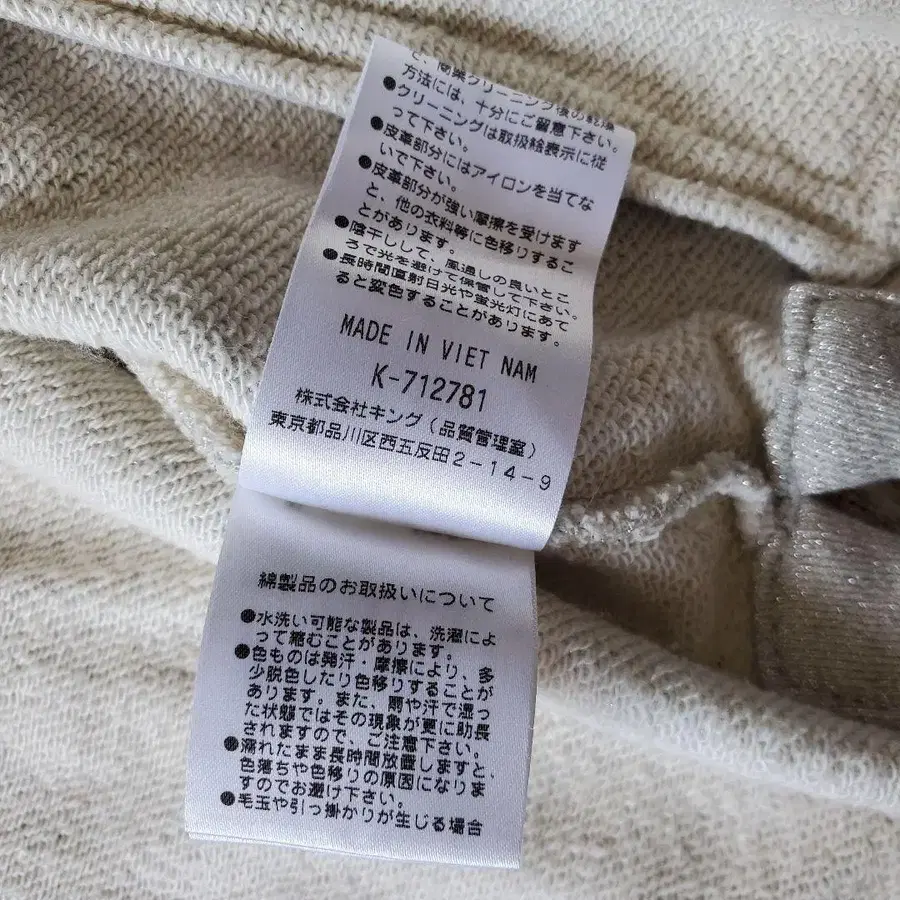 で、商業クリーニング後の乾燥
方法には、十分にご留意下さい。
●クリーニングは取扱絵表示に従
って下さい。
●皮革部分にはアイロンを当てな
いで下さい。
●皮革部分が強い摩擦を受けます
と、他の衣料等に色移りするこ
とがあります。
●陰干しして、風通しの良いとこ
ろで光を避けて保管して下さい。
●長時間直射日光や蛍光灯にあて
ると変色することがあります。
MADE IN VIET NAM
K-712781
株式会社キング(品質管理室)
東京都品川区西五反田2-14-9
綿製品のお取扱いについて
●水洗い可能な製品は、洗濯によ
って縮むことがあります。
●色ものは発汗・摩擦により、多
少脱色したり色移りすることが
あります。また、雨や汗で湿っ
た状態ではその現象が更に助長
されますので、ご注意下さい。
●濡れたまま長時間放置しますと、
色落ちや色移りの原因になりま
すのでお避け下さい。
●毛玉や引っ掛かりが生じる場合